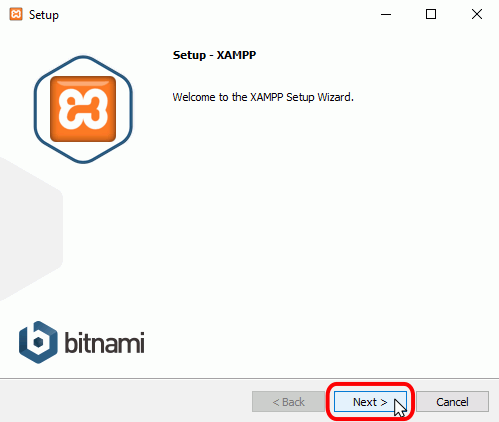 Setup
Setup - XAMPP
Welcome to the XAMPP Setup Wizard.
bitnami
< Back
Next >
Cancel